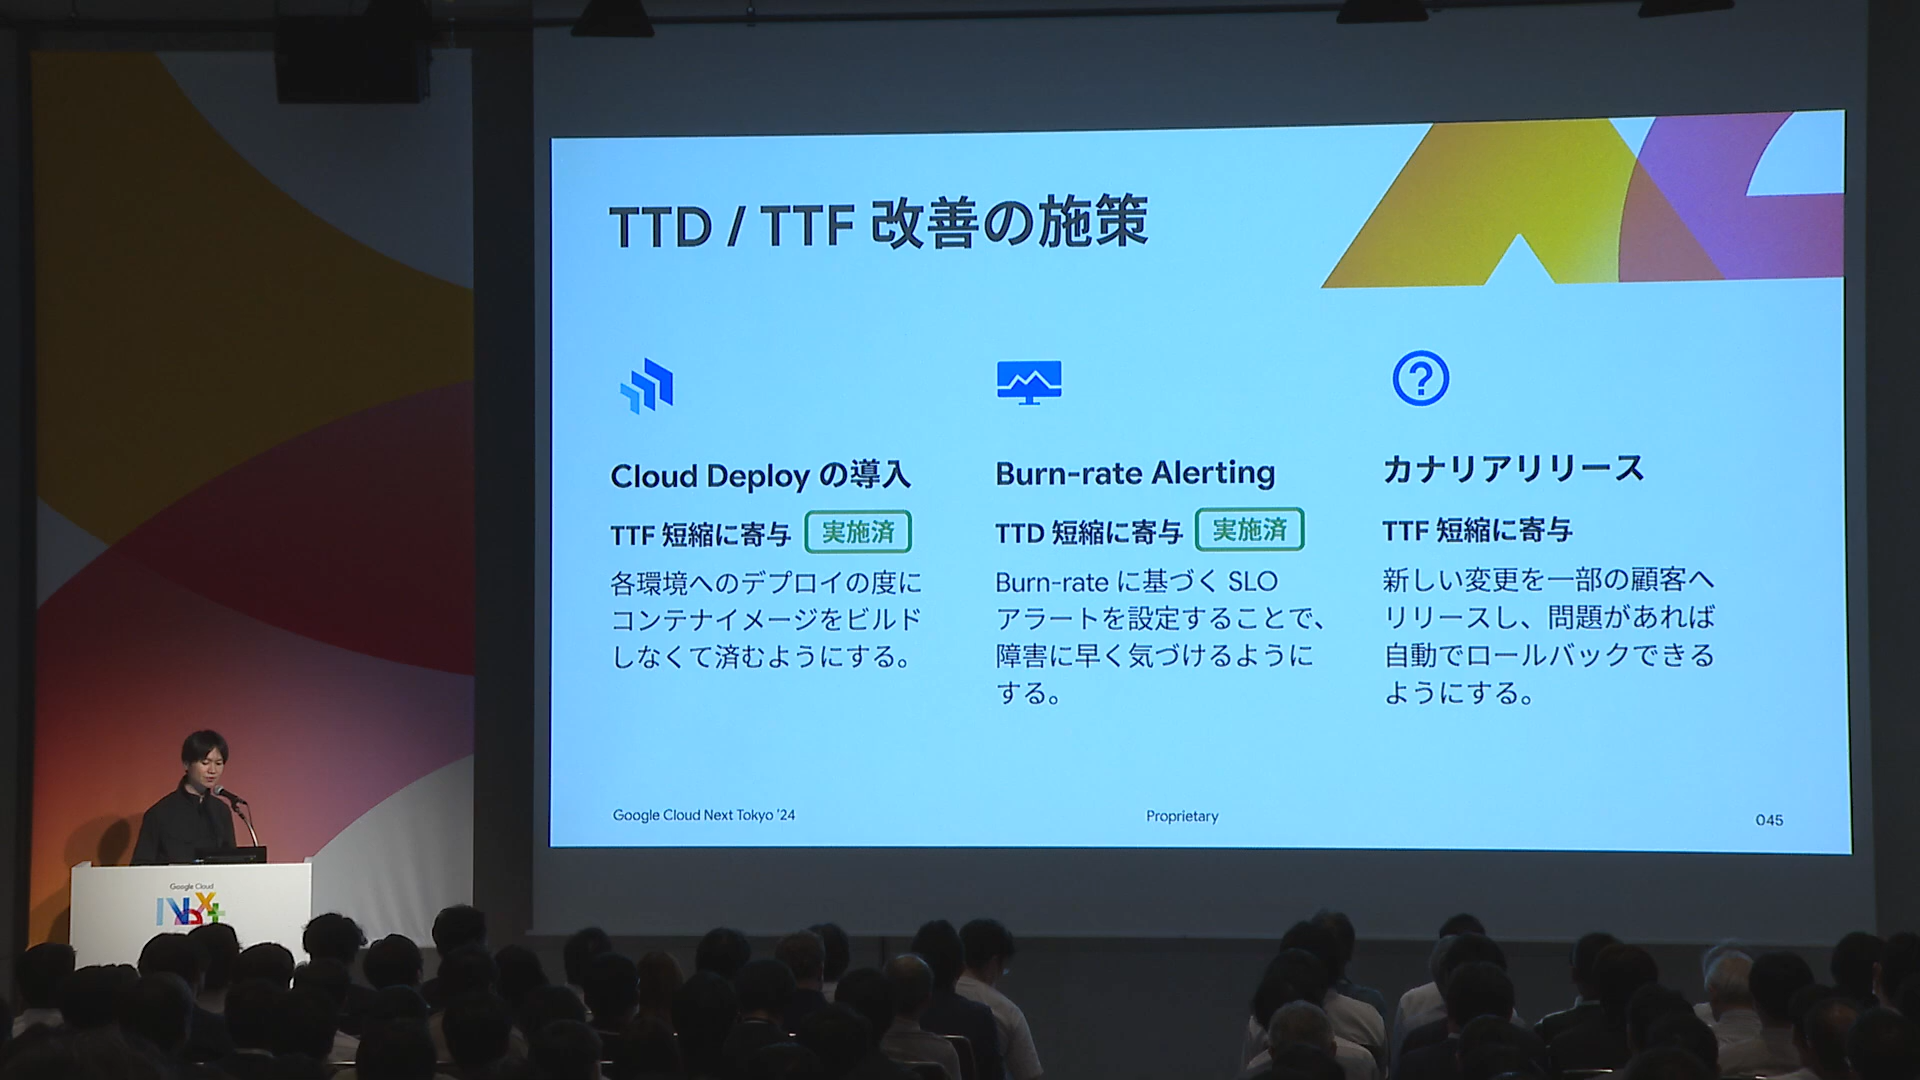 TTD / TTF 改善の施策
Cloud Deploy の導入
TTF 短縮に寄与 実施済
各環境へのデプロイの度に
コンテナイメージをビルド
しなくて済むようにする。
Burn-rate Alerting
TTD 短縮に寄与 実施済
Burn-rate に基づく SLO
アラートを設定することで、
障害に早く気づけるように
する。
カナリアリリース
TTF 短縮に寄与
新しい変更を一部の顧客へ
リリースし、問題があれば
自動でロールバックできる
ようにする。
Google Cloud Next Tokyo '24
Proprietary
045
Google Cloud
Next